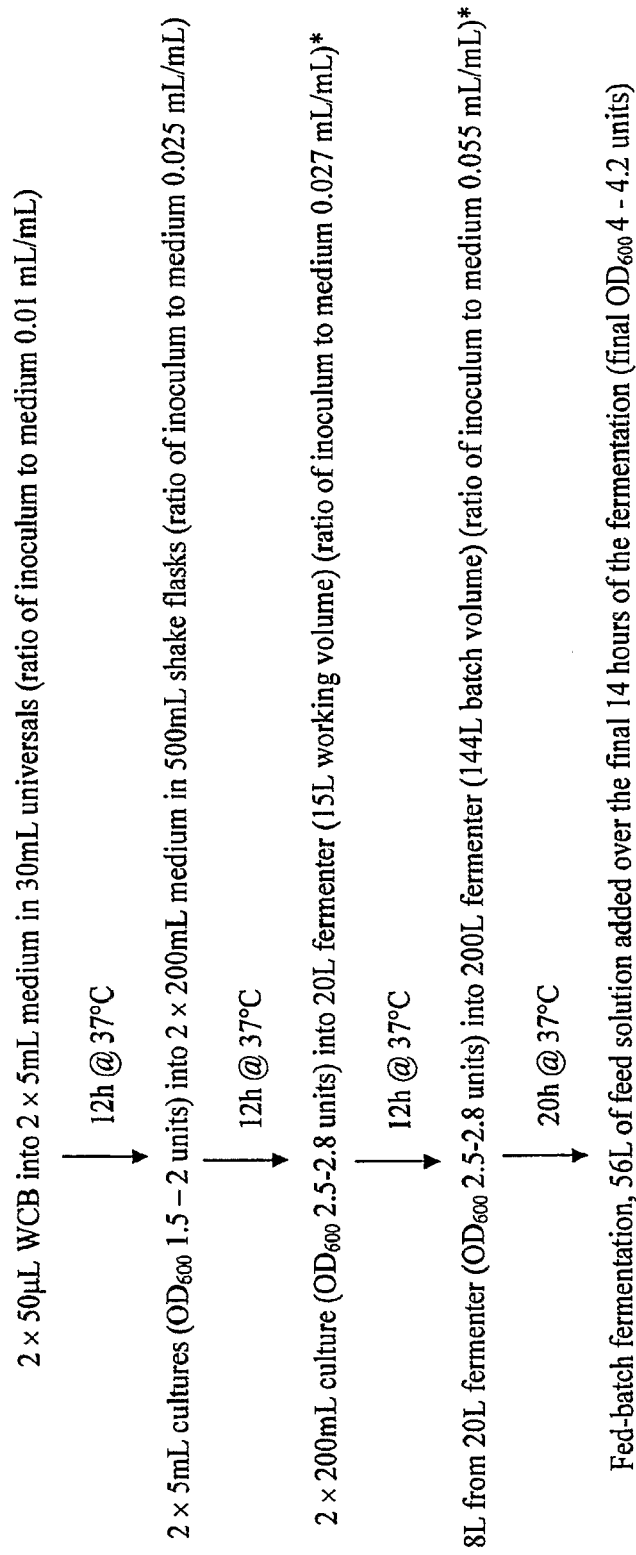 2 × 50µL WCB into 2 × 5mL medium in 30mL universals (ratio of inoculum to medium 0.01 mL/mL)
12h @ 37°C
2 × 5mL cultures (OD600 1.5 – 2 units) into 2 × 200mL medium in 500mL shake flasks (ratio of inoculum to medium 0.025 mL/mL)
12h @ 37°C
2 × 200mL culture (OD600 2.5-2.8 units) into 20L fermenter (15L working volume) (ratio of inoculum to medium 0.027 mL/mL)*
12h @ 37°C
8L from 20L fermenter (OD600 2.5-2.8 units) into 200L fermenter (144L batch volume) (ratio of inoculum to medium 0.055 mL/mL)*
20h @ 37°C
Fed-batch fermentation, 56L of feed solution added over the final 14 hours of the fermentation (final OD600 4 - 4.2 units)